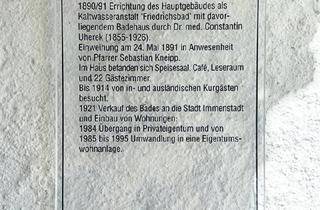 1890/91 Errichtung des Hauptgebäudes als
Kaltwasseranstalt "Friedrichsbad" mit davor-
liegendem Badehaus durch Dr. med. Constantin
Uherek (1855-1926).
Einweihung am 24. Mai 1891 in Anwesenheit
von Pfarrer Sebastian Kneipp.
Im Haus befanden sich Speisesaal, Café, Leseraum
und 22 Gästezimmer.
Bis 1914 von in- und ausländischen Kurgästen
besucht.
1921 Verkauf des Bades an die Stadt Immenstadt
und Einbau von Wohnungen:
1984 Übergang in Privateigentum und von
1985 bis 1995 Umwandlung in eine Eigentums-
wohnanlage.